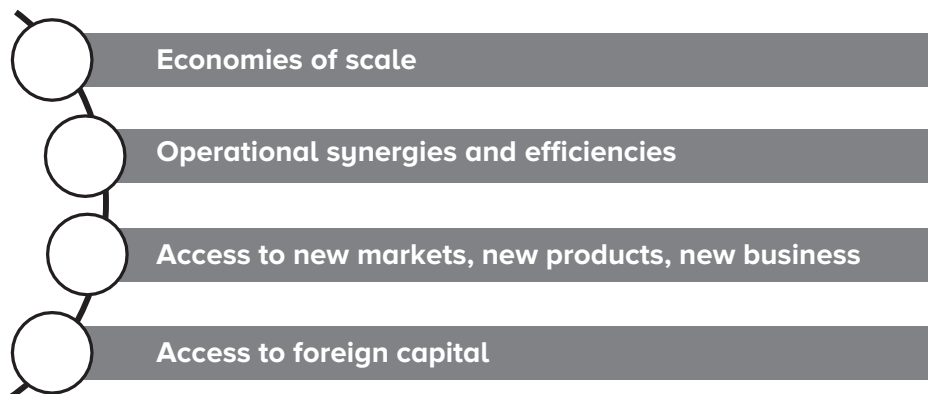 Economies of scale
Operational synergies and efficiencies
Access to new markets, new products, new business
Access to foreign capital